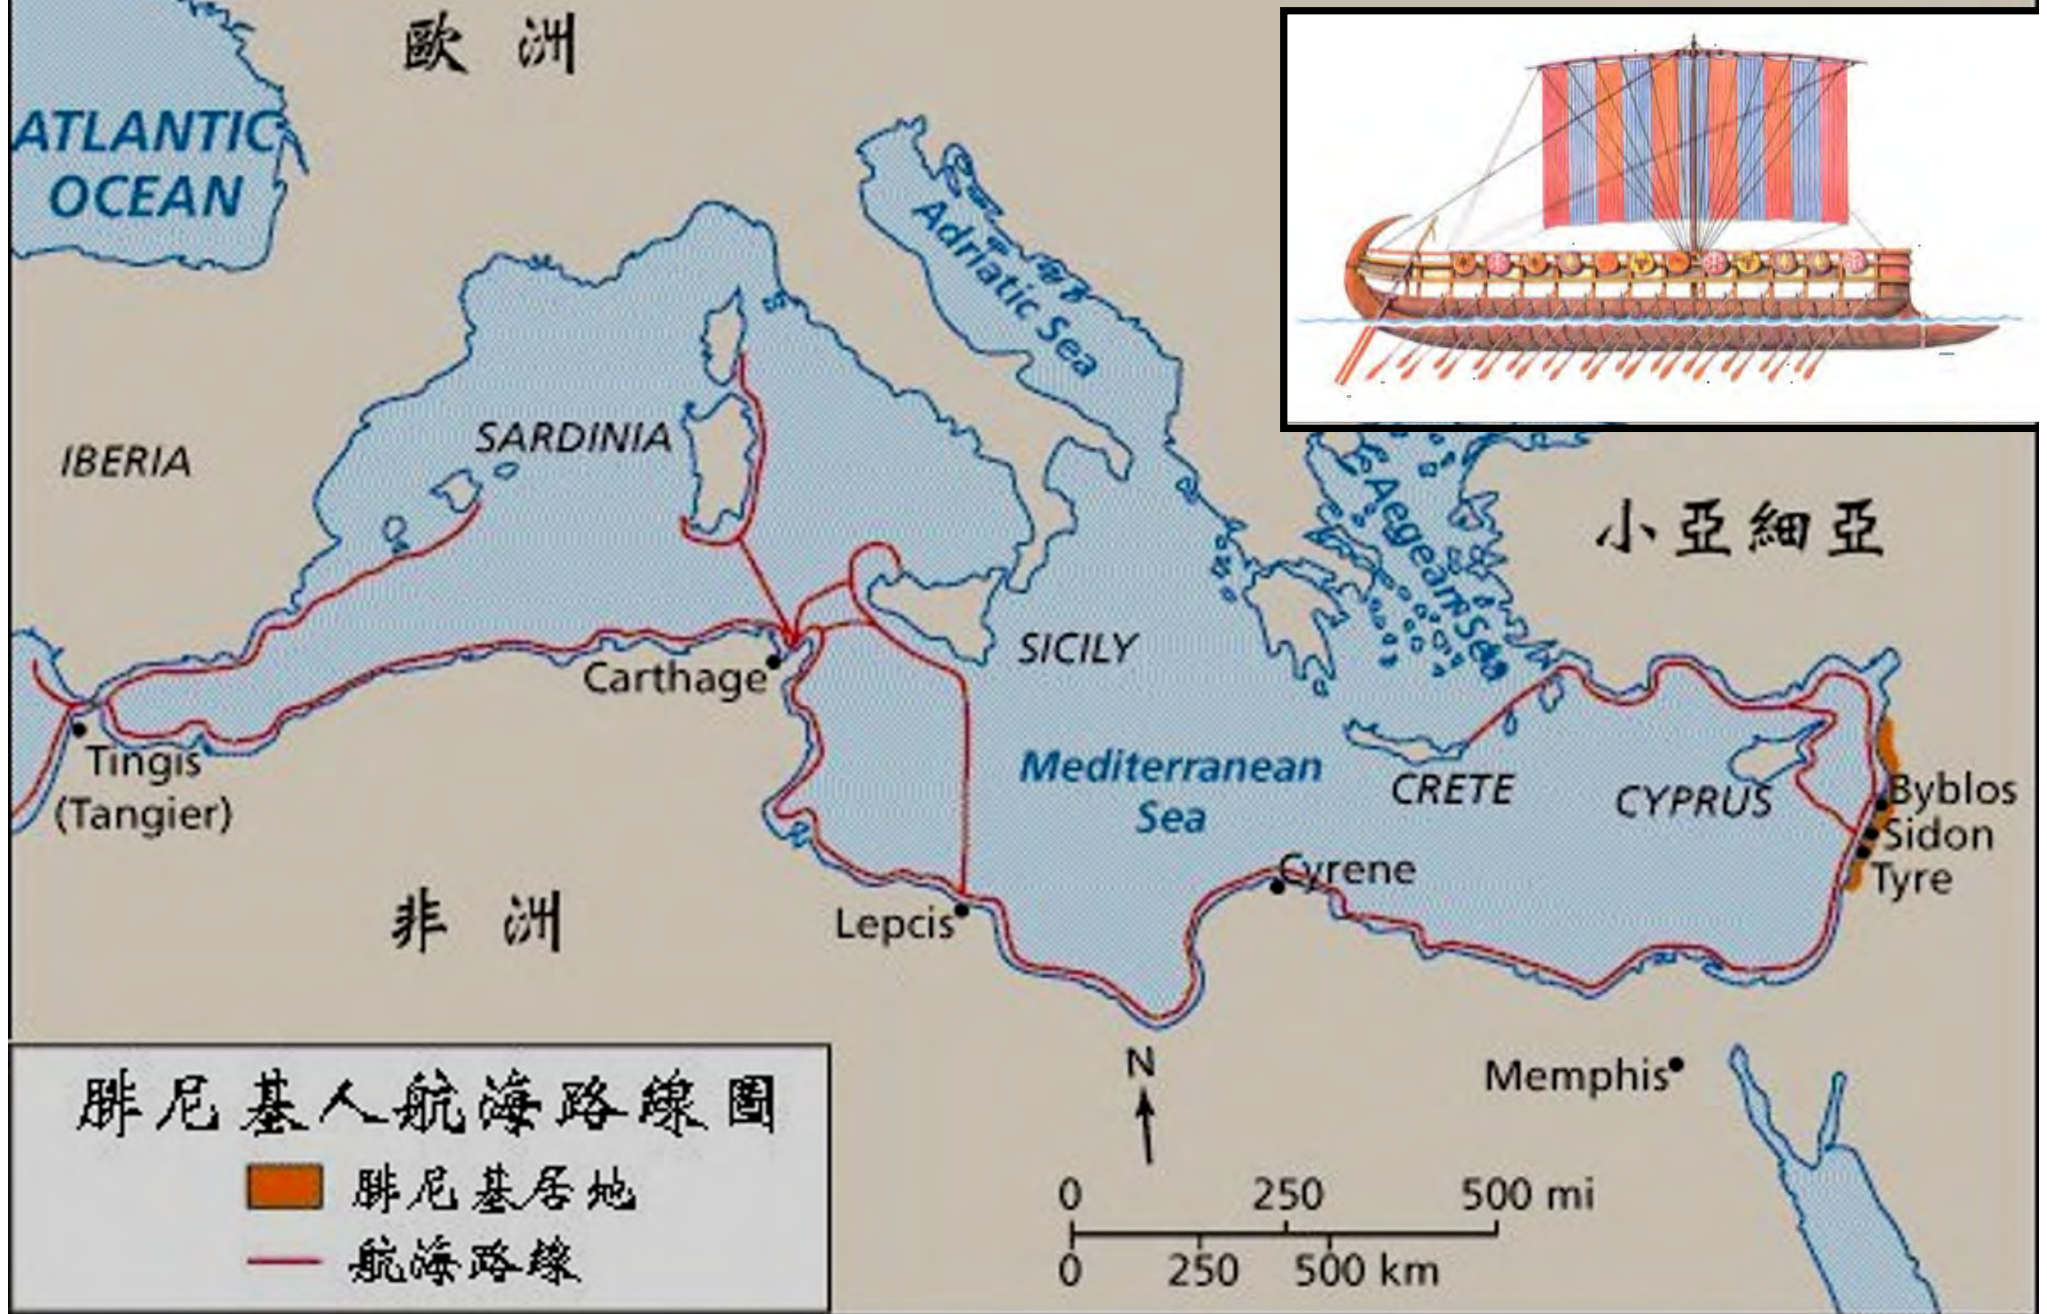 歐洲
ATLANTIC
OCEAN
Adriatic Sea
IBERIA
SARDINIA
Aegean Sea
小亞細亞
SICILY
Carthage
Tingis
(Tangier)
Mediterranean
Sea
CRETE
CYPRUS
Byblos
Sidon
Tyre
Cyrene
Lepcis
非洲
Memphis
N
0 250 500 mi
0 250 500 km
腓尼基人航海路線圖
腓尼基居地
航海路線